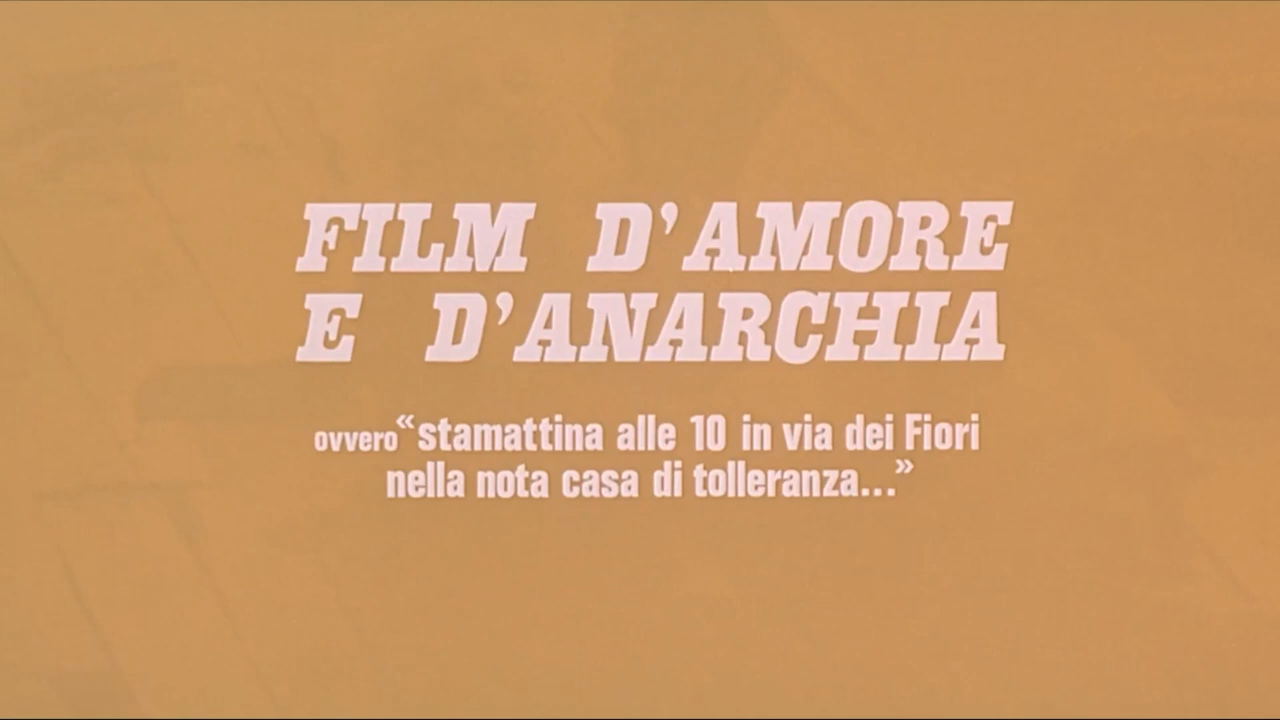 FILM D'AMORE
E D'ANARCHIA
ovvero “stamattina alle 10 in via dei Fiori
nella nota casa di tolleranza...”